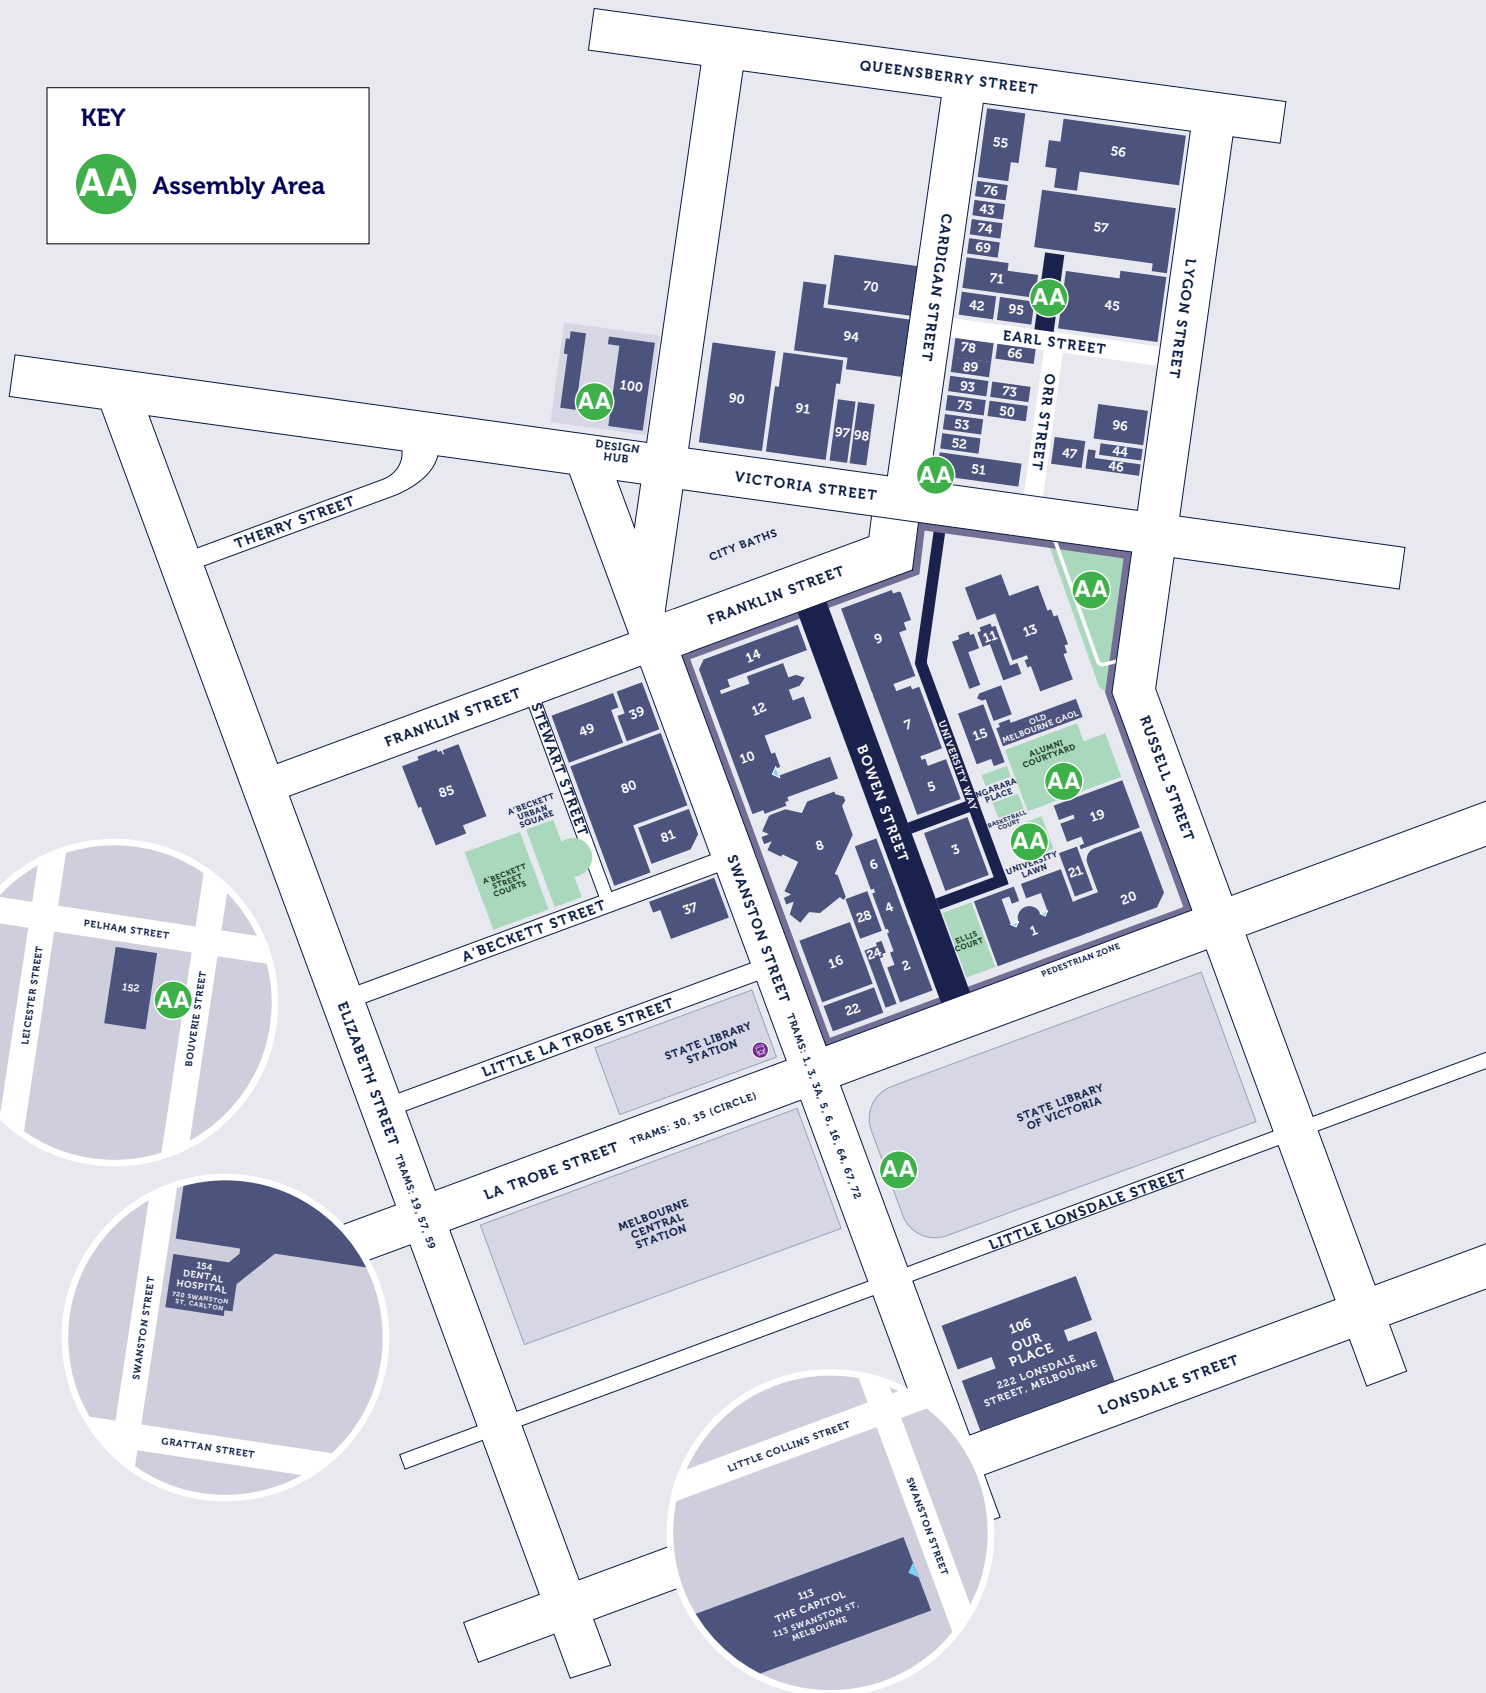 KEY
AA Assembly Area
QUEENSBERRY STREET
CARDIGAN STREET
LYGON STREET
55
56
76
43
74
69
57
71
42
95
AA
45
EARL STREET
70
94
90
91
97
98
100
AA
DESIGN
HUB
78
66
89
93
73
75
50
53
52
51
AA
ORR STREET
96
47
44
46
VICTORIA STREET
THERRY STREET
CITY BATHS
FRANKLIN STREET
FRANKLIN STREET
STEWART STREET
49
39
80
81
85
A'BECKETT
URBAN
SQUARE
A'BECKETT
STREET
COURTS
37
A'BECKETT STREET
14
12
10
8
6
28
4
24
2
16
22
9
7
5
3
BOWEN STREET
UNIVERSITY WAY
11
13
AA
15
OLD
MELBOURNE GAOL
ALUMNI
COURTYARD
AA
NGARARA
PLACE
BASKETBALL
COURT
AA
UNIVERSITY
LAWN
19
21
20
1
ELLIS
COURT
PEDESTRIAN ZONE
RUSSELL STREET
SWANSTON STREET
TRAMS: 1, 3, 3A, 5, 6, 16, 64, 67, 72
ELIZABETH STREET
TRAMS: 19, 57, 59
LITTLE LA TROBE STREET
STATE LIBRARY
STATION
LA TROBE STREET
TRAMS: 30, 35 (CIRCLE)
MELBOURNE
CENTRAL
STATION
STATE LIBRARY
OF VICTORIA
AA
LITTLE LONSDALE STREET
106
OUR
PLACE
222 LONSDALE
STREET, MELBOURNE
LONSDALE STREET
PELHAM STREET
LEICESTER STREET
152
AA
BOUVERIE STREET
154
DENTAL
HOSPITAL
720 SWANSTON
ST, CARLTON
SWANSTON STREET
GRATTAN STREET
LITTLE COLLINS STREET
SWANSTON STREET
113
THE CAPITOL
113 SWANSTON ST,
MELBOURNE